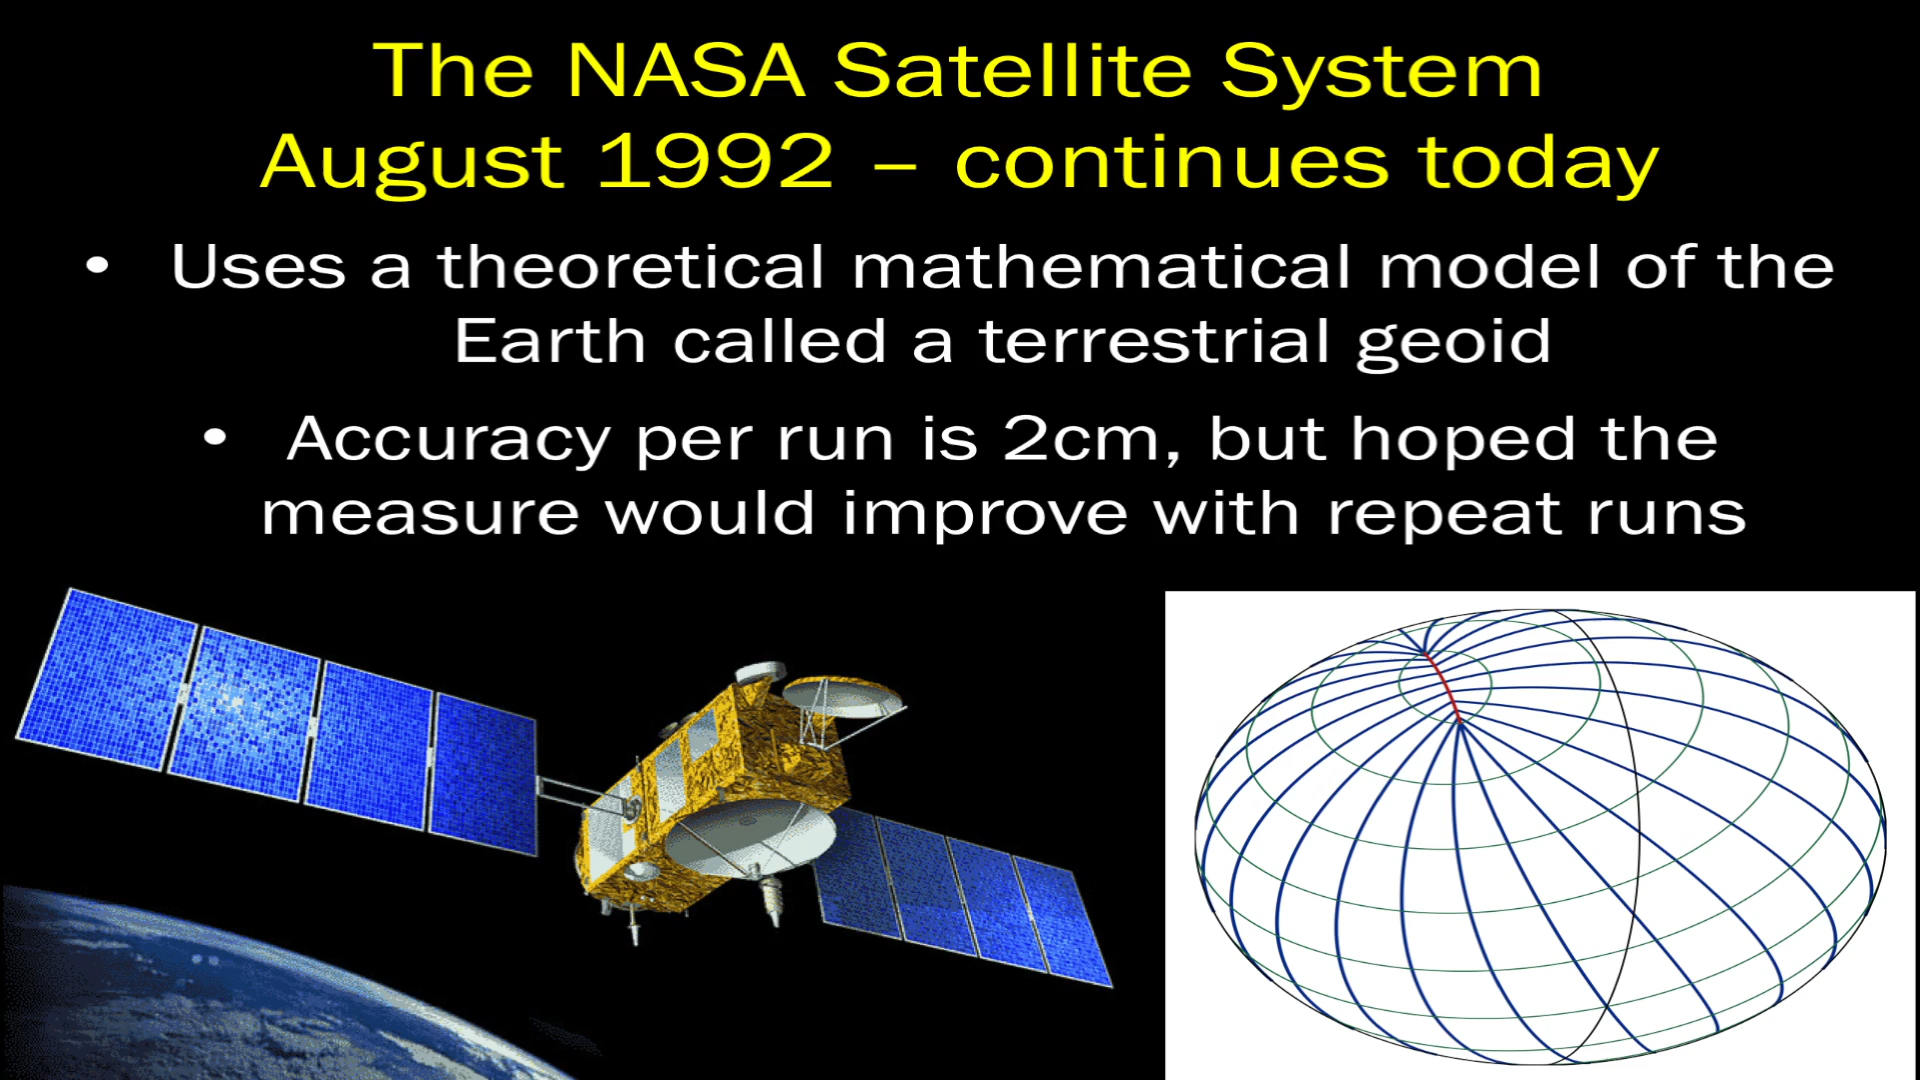 The NASA Satellite System
August 1992 – continues today
• Uses a theoretical mathematical model of the
Earth called a terrestrial geoid
• Accuracy per run is 2cm, but hoped the
measure would improve with repeat runs